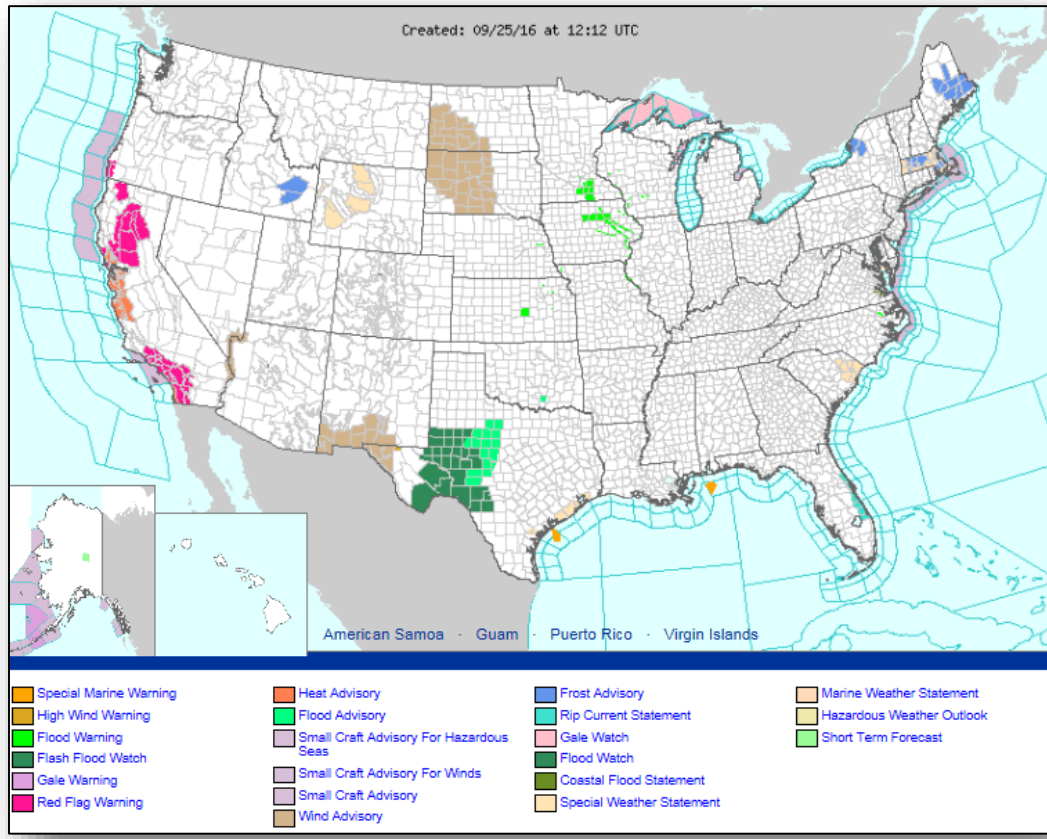 Created: 09/25/16 at 12:12 UTC
American Samoa · Guam · Puerto Rico · Virgin Islands
Special Marine Warning
High Wind Warning
Flood Warning
Flash Flood Watch
Gale Warning
Red Flag Warning
Heat Advisory
Flood Advisory
Small Craft Advisory For Hazardous
Seas
Small Craft Advisory For Winds
Small Craft Advisory
Wind Advisory
Frost Advisory
Rip Current Statement
Gale Watch
Flood Watch
Coastal Flood Statement
Special Weather Statement
Marine Weather Statement
Hazardous Weather Outlook
Short Term Forecast